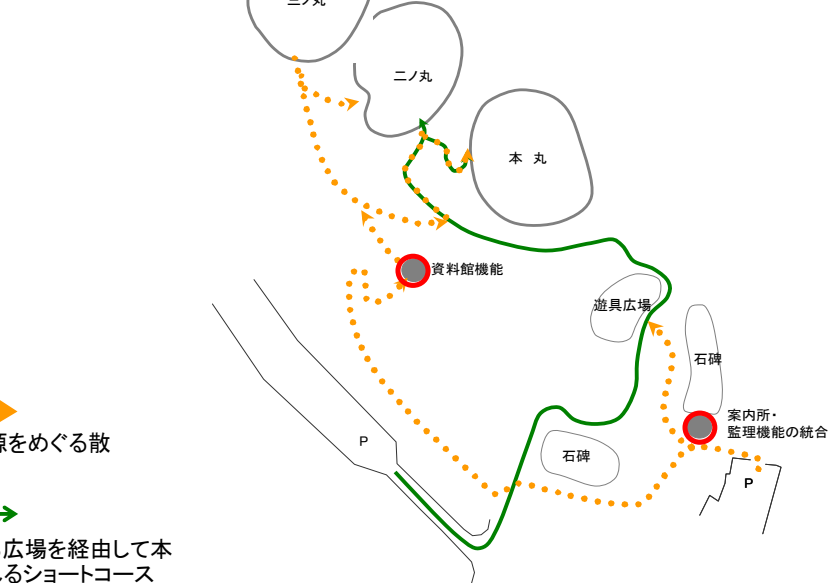 三ノ丸
二ノ丸
本 丸
資料館機能
遊具広場
石碑
案内所・
監理機能の統合
P
石碑
P
源をめぐる散
広場を経由して本
るショートコース